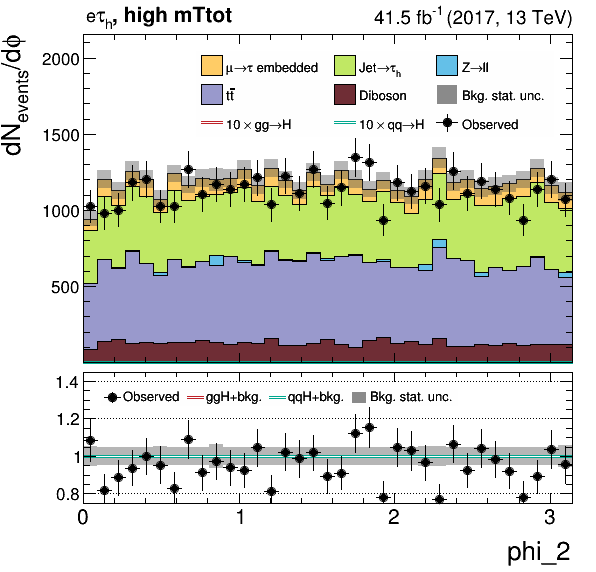 eτh, high mTtot 41.5 fb⁻¹ (2017, 13 TeV)
dNevents/dϕ
2000
1500
1000
500
μ→τ embedded Jet→τh Z→ll
tt̅ Diboson Bkg. stat. unc.
10 × gg→H 10 × qq→H Observed
1.4
1.2
1
0.8
Observed ggH+bkg. qqH+bkg. Bkg. stat. unc.
0 1 2 3
phi_2